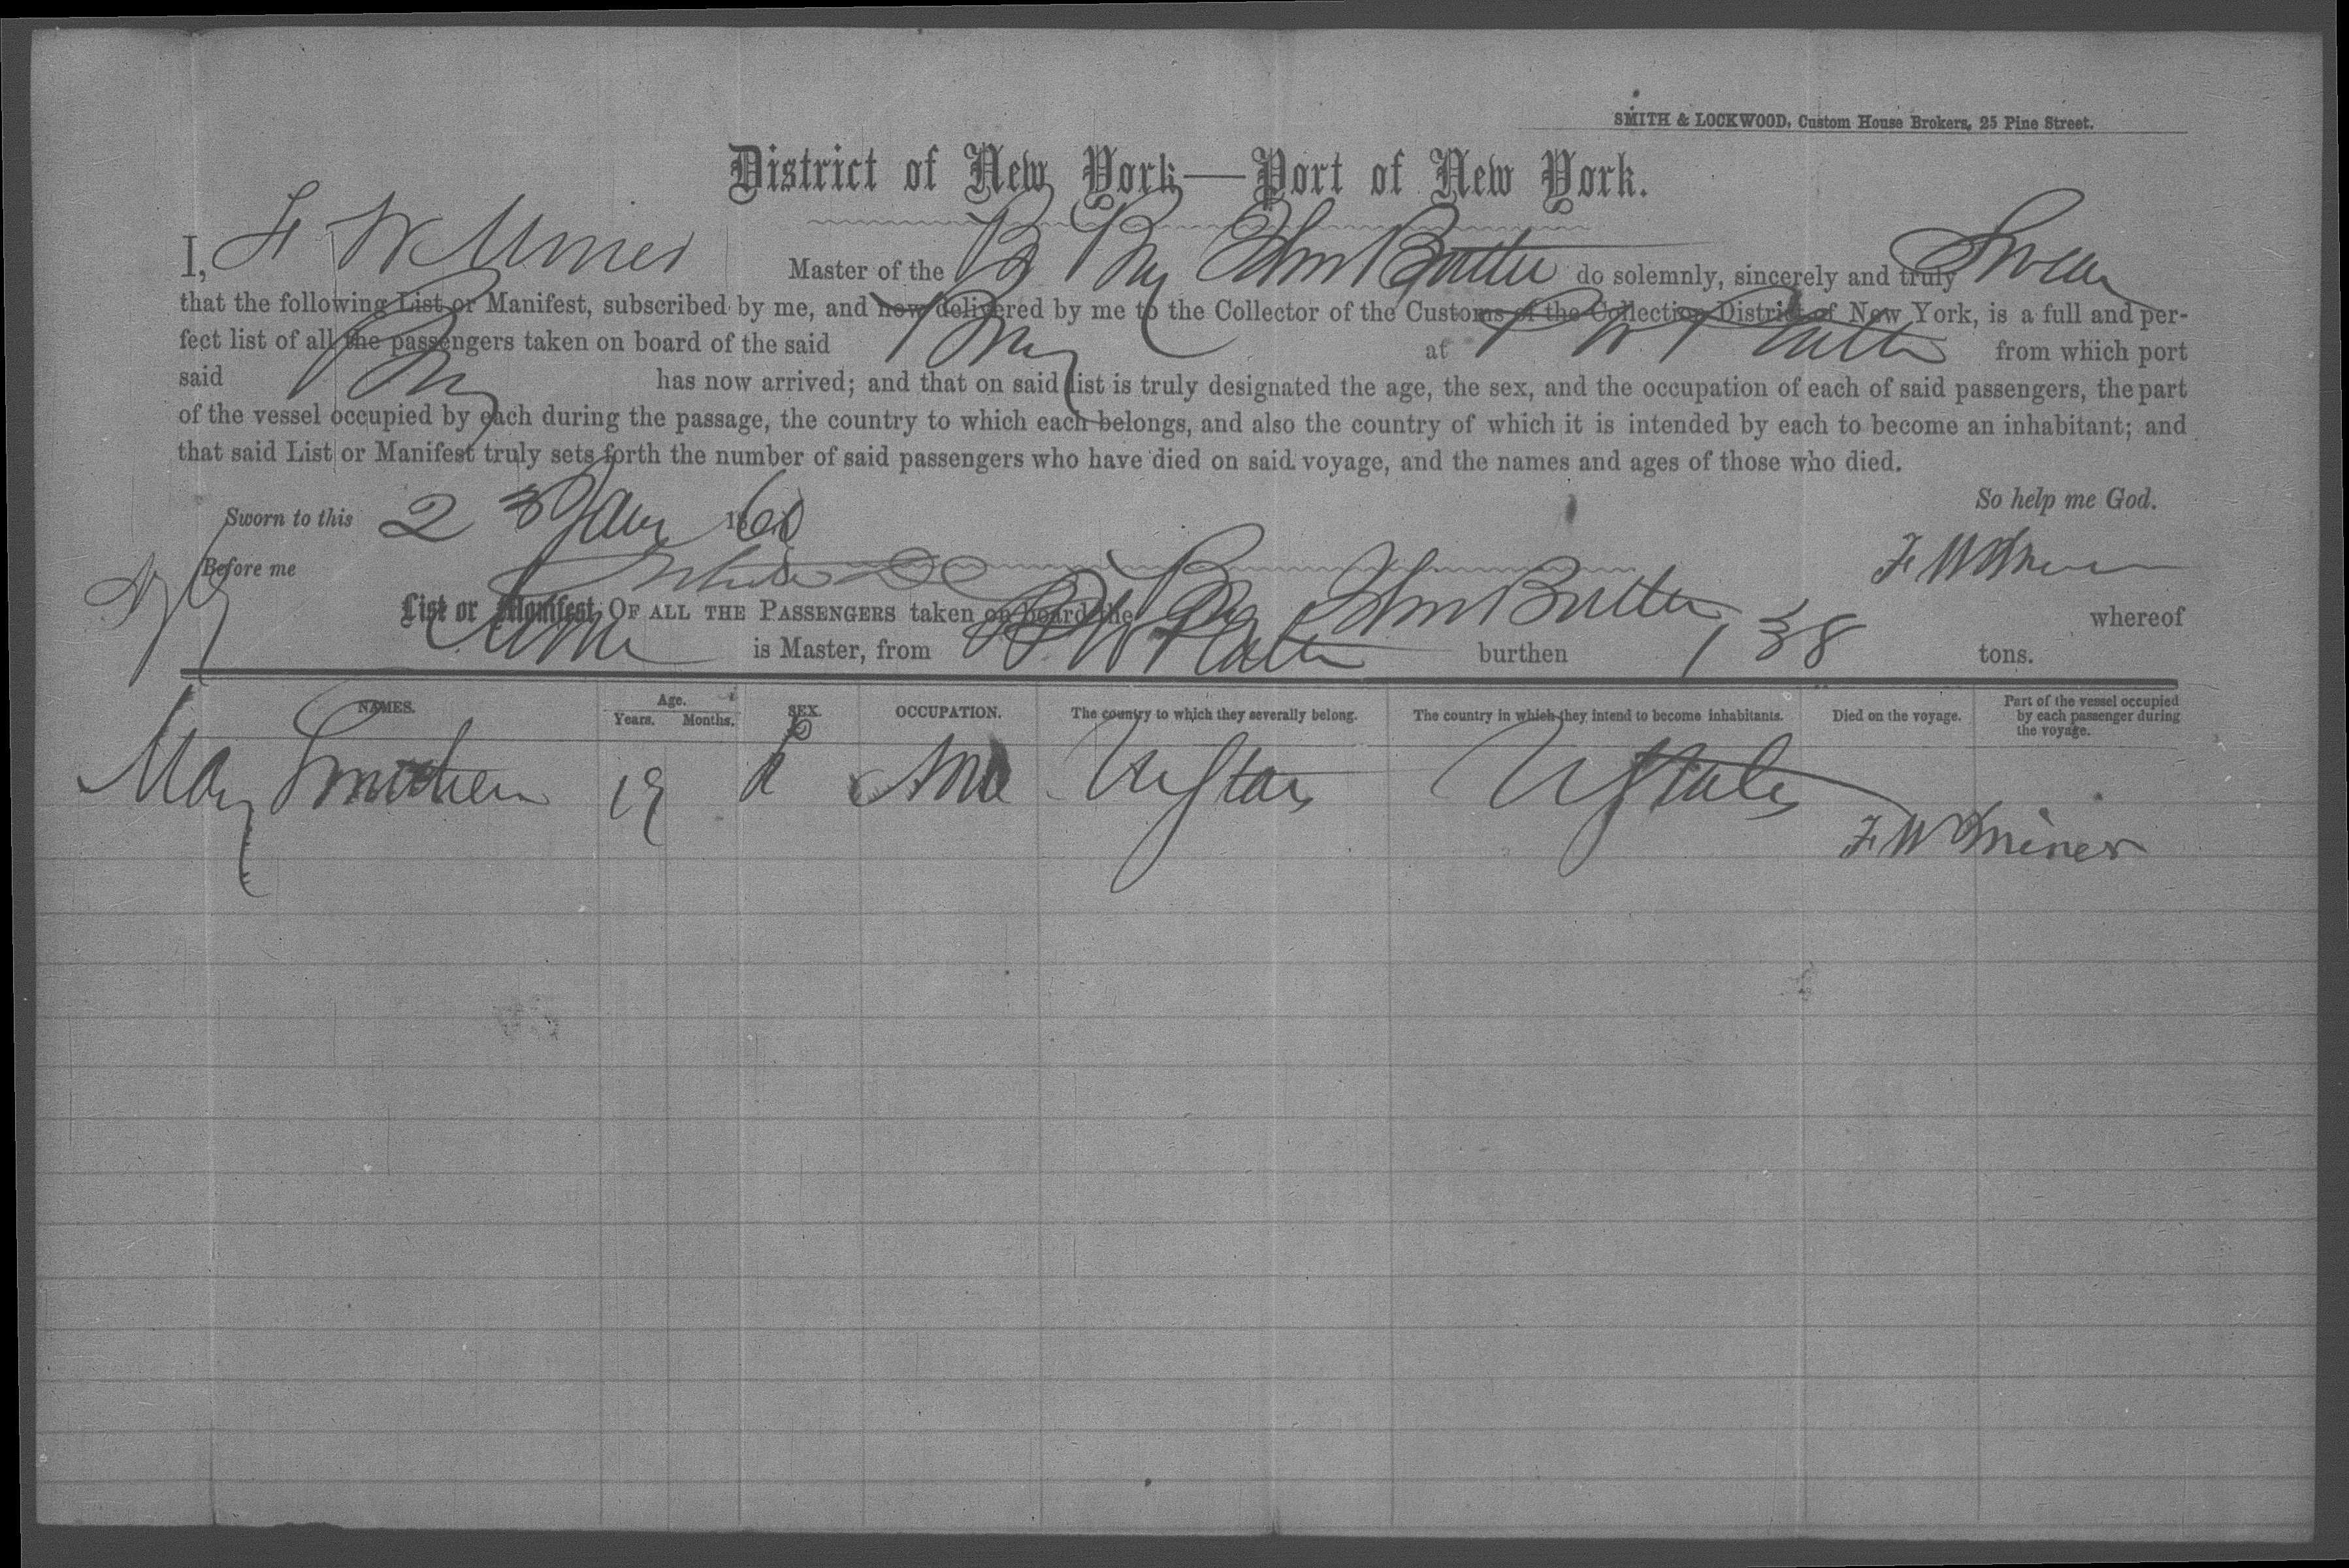 SMITH & LOCKWOOD, Custom House Brokers, 25 Pine Street.
District of New York—Port of New York.
I, F W Miner Master of the Br Brig John Butler do solemnly, sincerely and truly Swear
that the following List or Manifest, subscribed by me, and now delivered by me to the Collector of the Customs of the Collection District of New York, is a full and per-
fect list of all the passengers taken on board of the said Brig at from which port
said Brig has now arrived; and that on said list is truly designated the age, the sex, and the occupation of each of said passengers, the part
of the vessel occupied by each during the passage, the country to which each belongs, and also the country of which it is intended by each to become an inhabitant; and
that said List or Manifest truly sets forth the number of said passengers who have died on said voyage, and the names and ages of those who died.
So help me God.
Sworn to this 23 Jany 186
Before me F W Miner
List or Manifest, OF ALL THE PASSENGERS taken on board the Br Brig John Butler whereof
is Master, from burthen 138 tons.
NAMES. Age. Years. Months. SEX. OCCUPATION. The country to which they severally belong. The country in which they intend to become inhabitants. Died on the voyage. Part of the vessel occupied by each passenger during the voyage.
Mary 19 U States U States
F W Miner